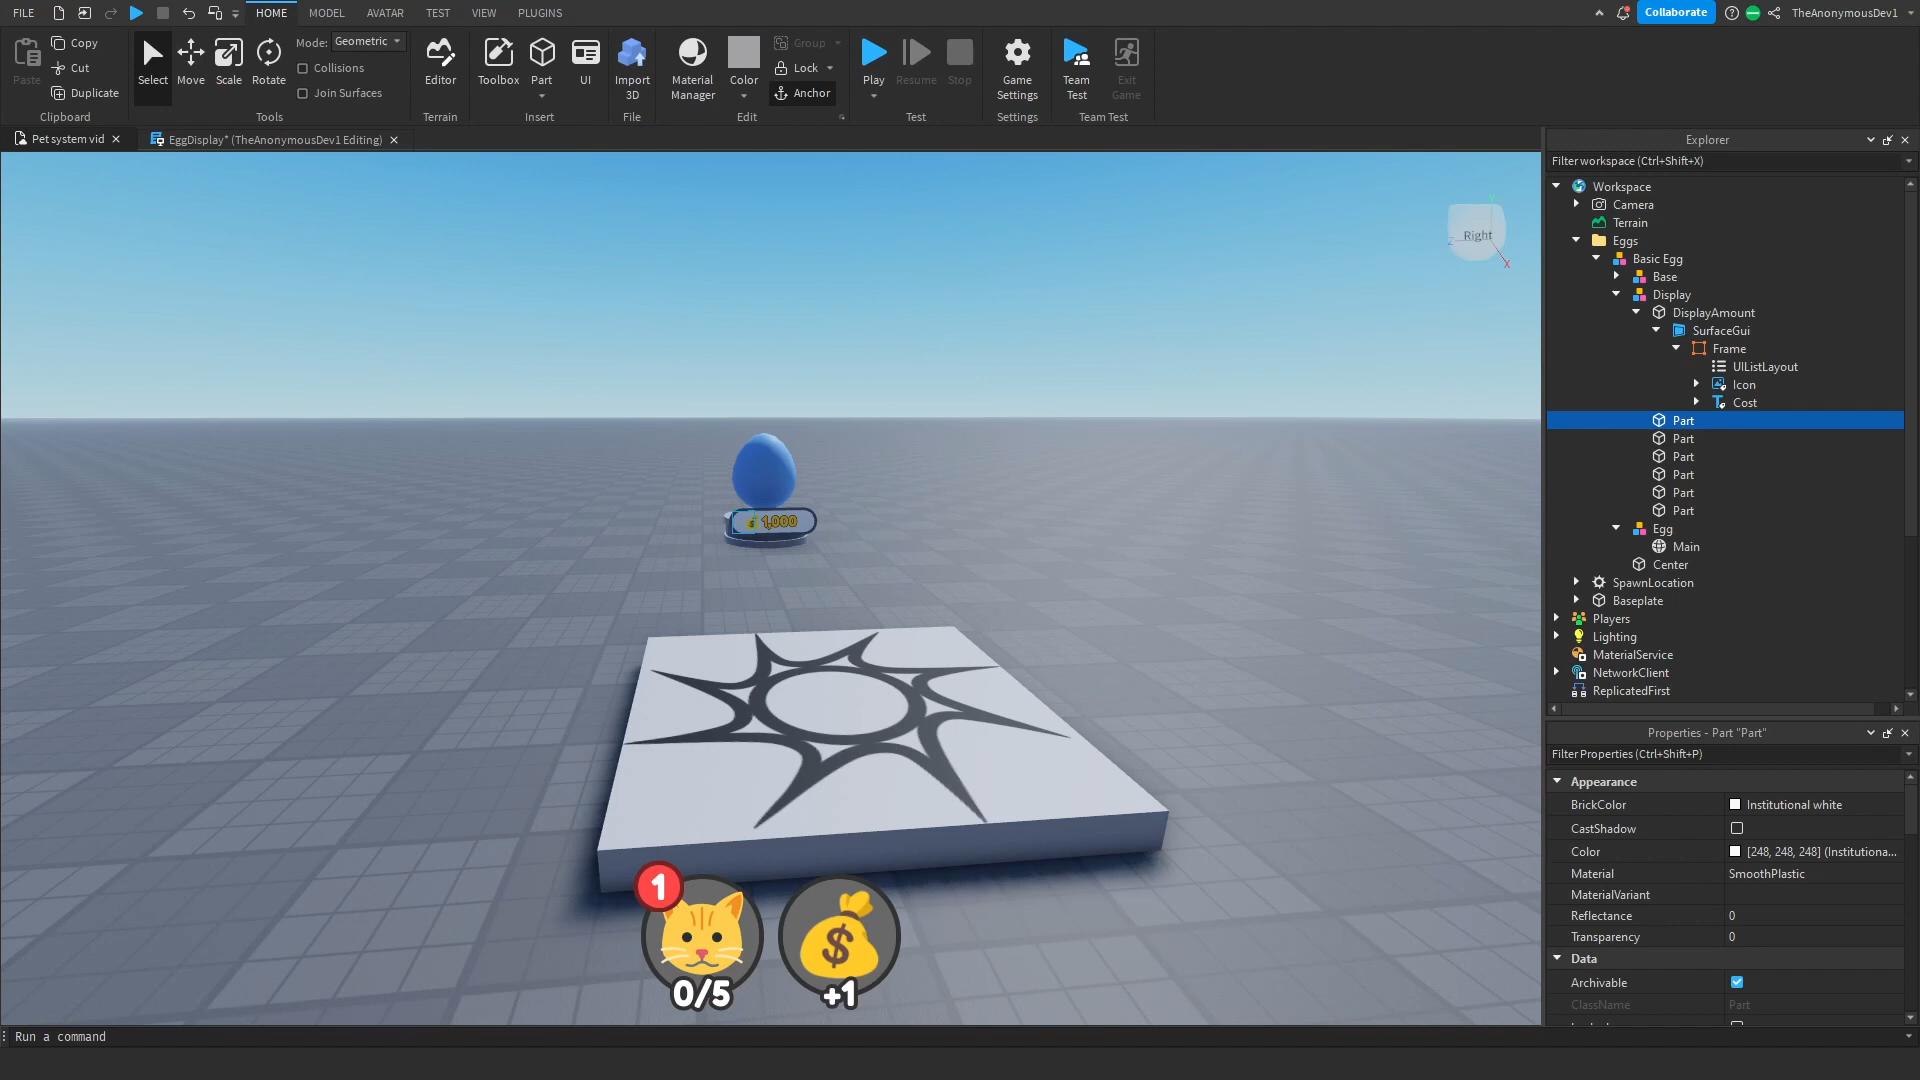 FILE
HOME
MODEL
AVATAR
TEST
VIEW
PLUGINS
Collaborate
TheAnonymousDev1
Paste
Copy
Cut
Duplicate
Clipboard
Select
Move
Scale
Rotate
Mode: Geometric
Collisions
Join Surfaces
Tools
Editor
Terrain
Toolbox
Part
UI
Insert
Import
3D
File
Material
Manager
Color
Group
Lock
Anchor
Edit
Play
Resume
Stop
Test
Game
Settings
Settings
Team
Test
Exit
Game
Team Test
Pet system vid
EggDisplay* (TheAnonymousDev1 Editing)
Right
Y
Z
X
1,000
1
0/5
$
+1
Run a command
Explorer
Filter workspace (Ctrl+Shift+X)
Workspace
Camera
Terrain
Eggs
Basic Egg
Base
Display
DisplayAmount
SurfaceGui
Frame
UIListLayout
Icon
Cost
Part
Part
Part
Part
Part
Part
Egg
Main
Center
SpawnLocation
Baseplate
Players
Lighting
MaterialService
NetworkClient
ReplicatedFirst
Properties - Part "Part"
Filter Properties (Ctrl+Shift+P)
Appearance
BrickColor Institutional white
CastShadow
Color [248, 248, 248] (Instituciona...
Material SmoothPlastic
MaterialVariant
Reflectance 0
Transparency 0
Data
Archivable
ClassName Part